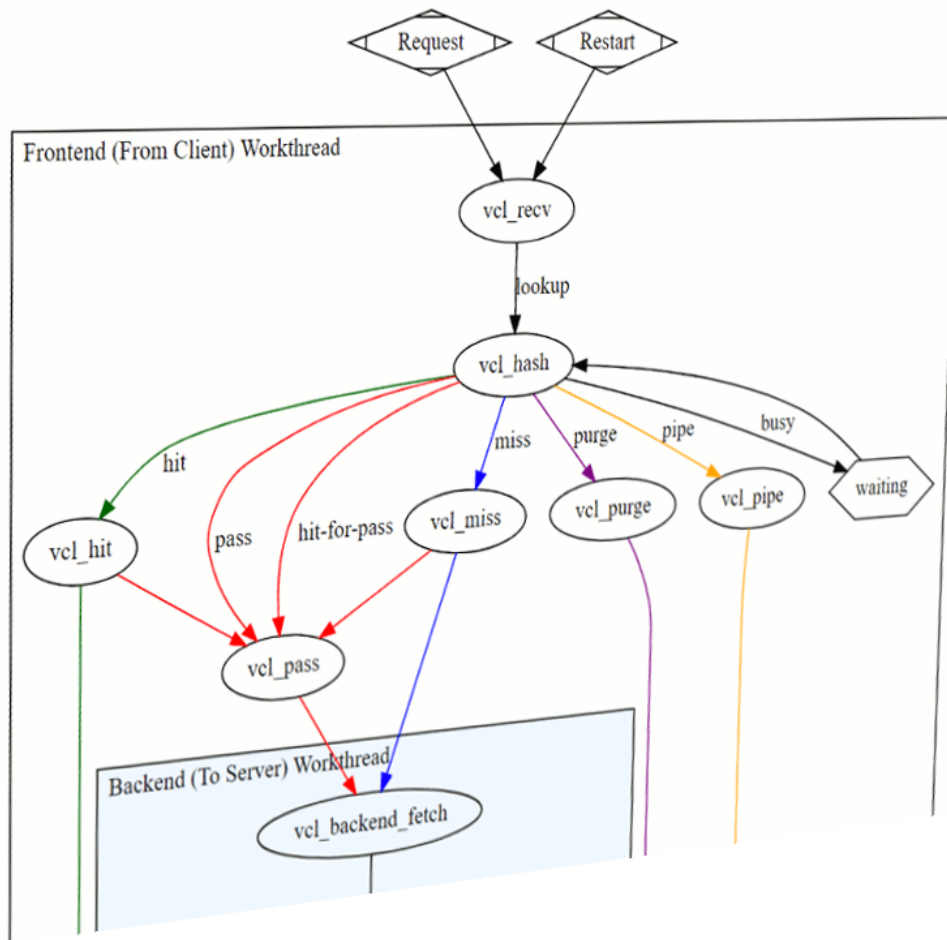 Request
Restart
Frontend (From Client) Workthread
vcl_recv
lookup
vcl_hash
hit
pass
hit-for-pass
miss
purge
pipe
busy
vcl_hit
vcl_miss
vcl_purge
vcl_pipe
waiting
vcl_pass
Backend (To Server) Workthread
vcl_backend_fetch